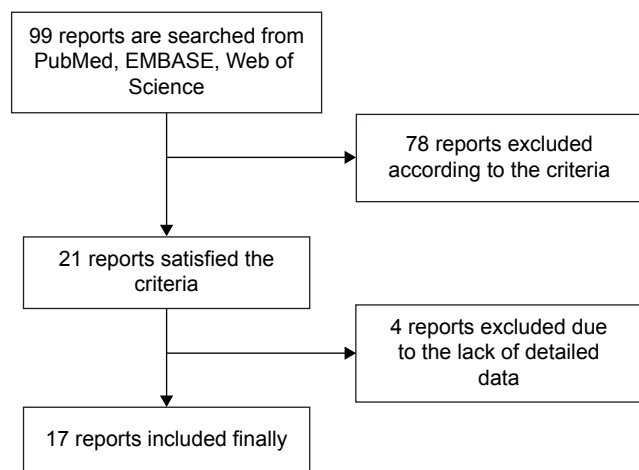 99 reports are searched from
PubMed, EMBASE, Web of
Science
78 reports excluded
according to the criteria
21 reports satisfied the
criteria
4 reports excluded due
to the lack of detailed
data
17 reports included finally